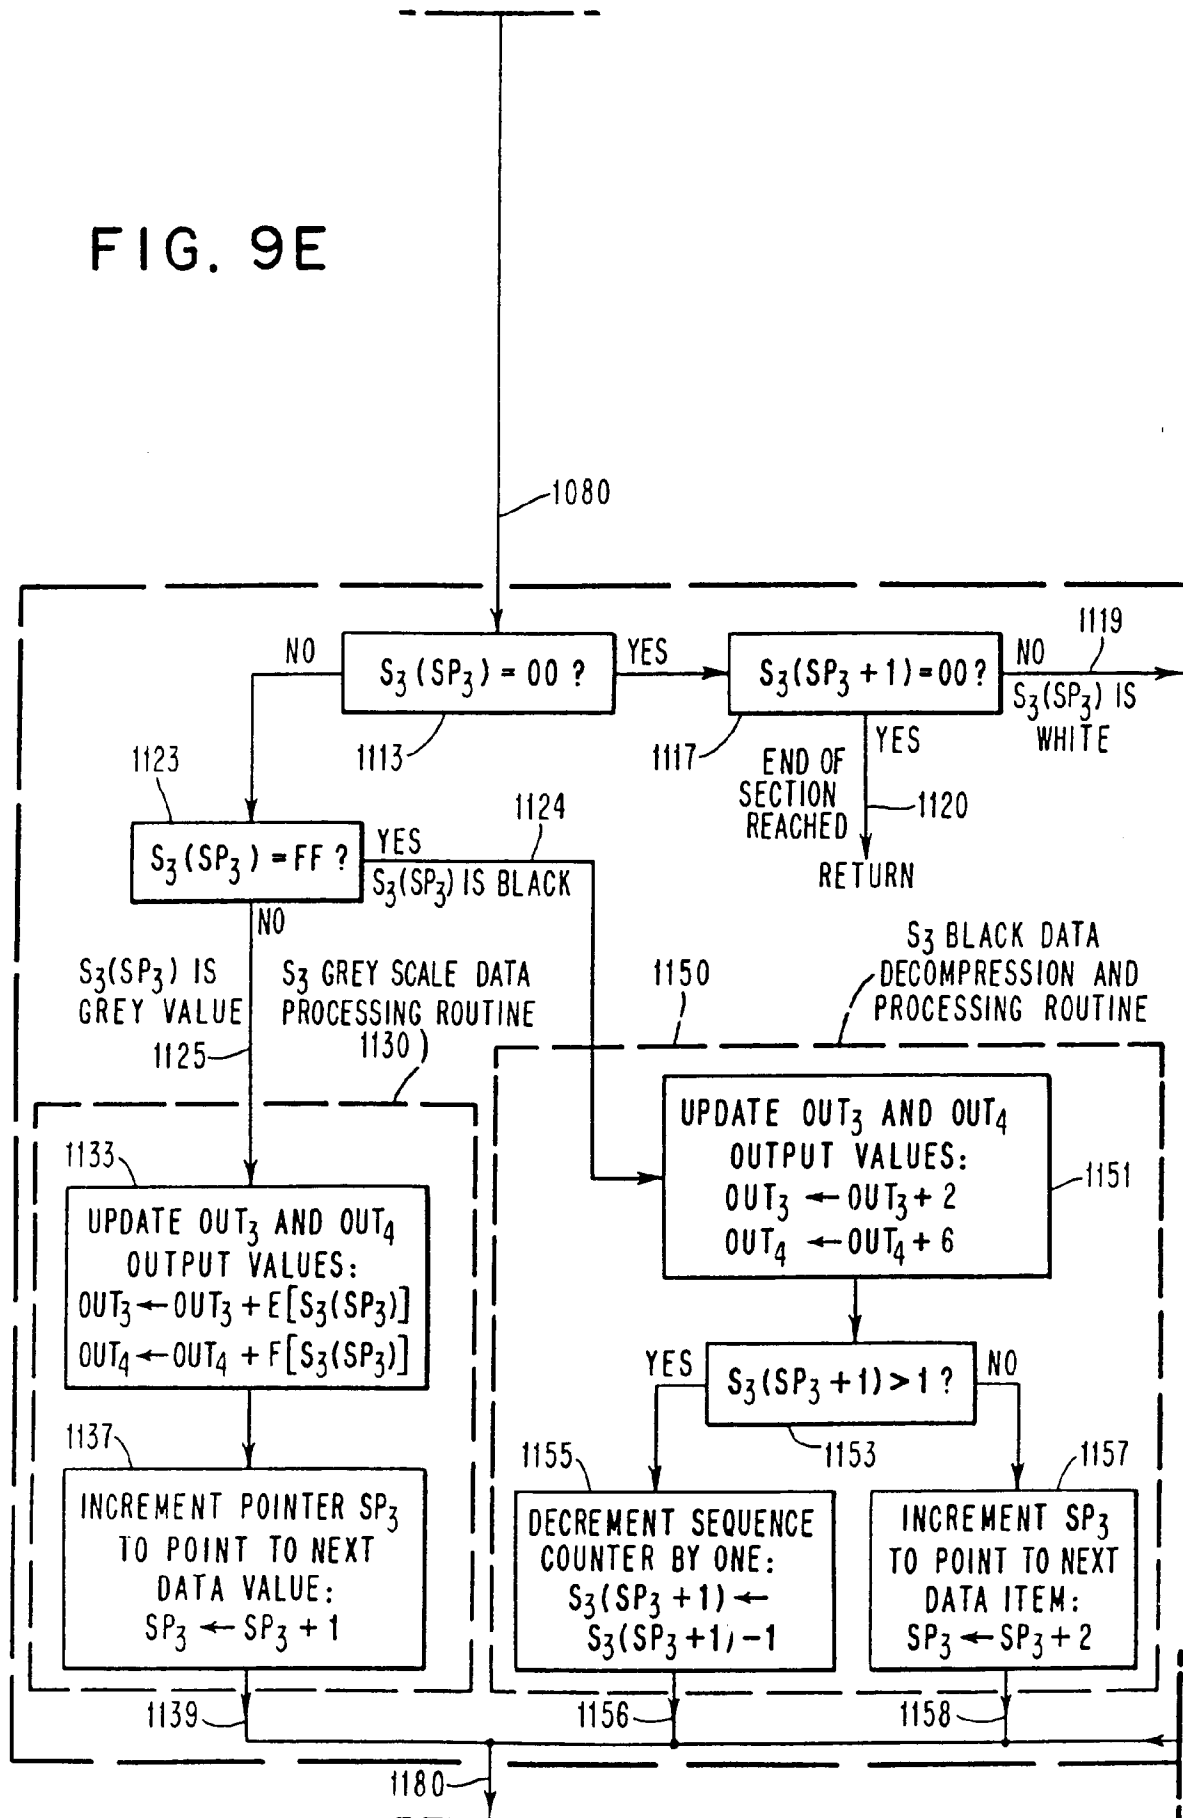 FIG. 9E
1080
NO
S₃(SP₃) = 00 ?
YES
1113
S₃(SP₃+1)=00 ?
1117
NO
1119
S₃(SP₃) IS
WHITE
YES
END OF
SECTION
REACHED
1120
RETURN
1123
S₃(SP₃)=FF ?
YES
1124
S₃(SP₃) IS BLACK
NO
S₃(SP₃) IS
GREY VALUE
1125
S₃ GREY SCALE DATA
PROCESSING ROUTINE
1130
1150
S₃ BLACK DATA
DECOMPRESSION AND
PROCESSING ROUTINE
1133
UPDATE OUT₃ AND OUT₄
OUTPUT VALUES:
OUT₃ ← OUT₃ + E[S₃(SP₃)]
OUT₄ ← OUT₄ + F[S₃(SP₃)]
1137
INCREMENT POINTER SP₃
TO POINT TO NEXT
DATA VALUE:
SP₃ ← SP₃ + 1
1139
UPDATE OUT₃ AND OUT₄
OUTPUT VALUES:
OUT₃ ← OUT₃ + 2
OUT₄ ← OUT₄ + 6
1151
YES
S₃(SP₃+1) > 1 ?
NO
1153
1155
DECREMENT SEQUENCE
COUNTER BY ONE:
S₃(SP₃+1) ←
S₃(SP₃+1)-1
1156
1157
INCREMENT SP₃
TO POINT TO NEXT
DATA ITEM:
SP₃ ← SP₃ + 2
1158
1180